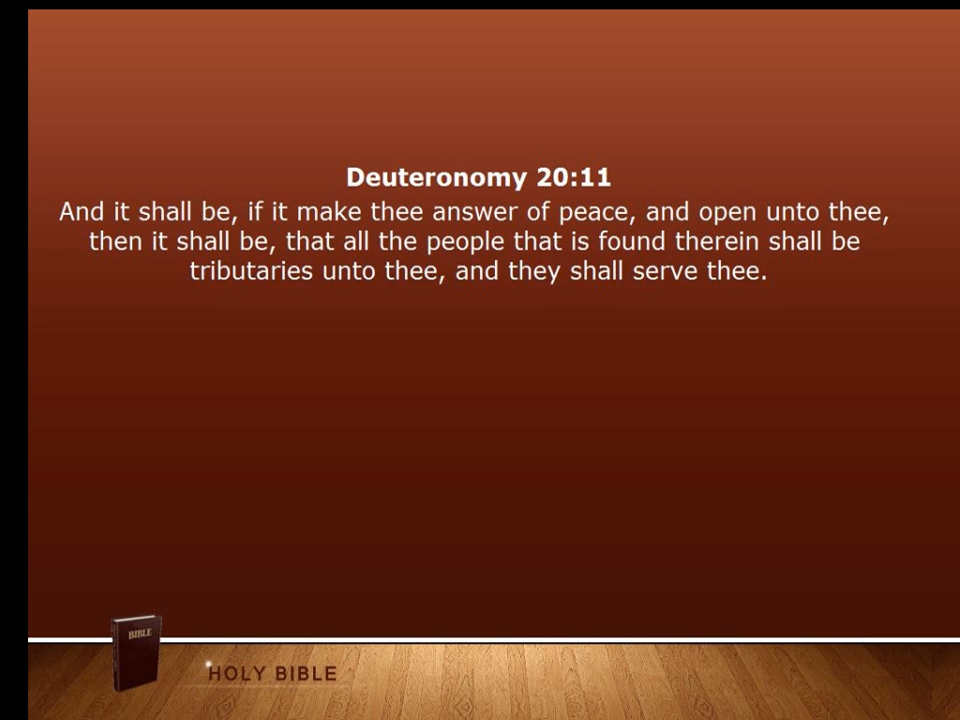 Deuteronomy 20:11
And it shall be, if it make thee answer of peace, and open unto thee,
then it shall be, that all the people that is found therein shall be
tributaries unto thee, and they shall serve thee.
BIBLE
HOLY BIBLE